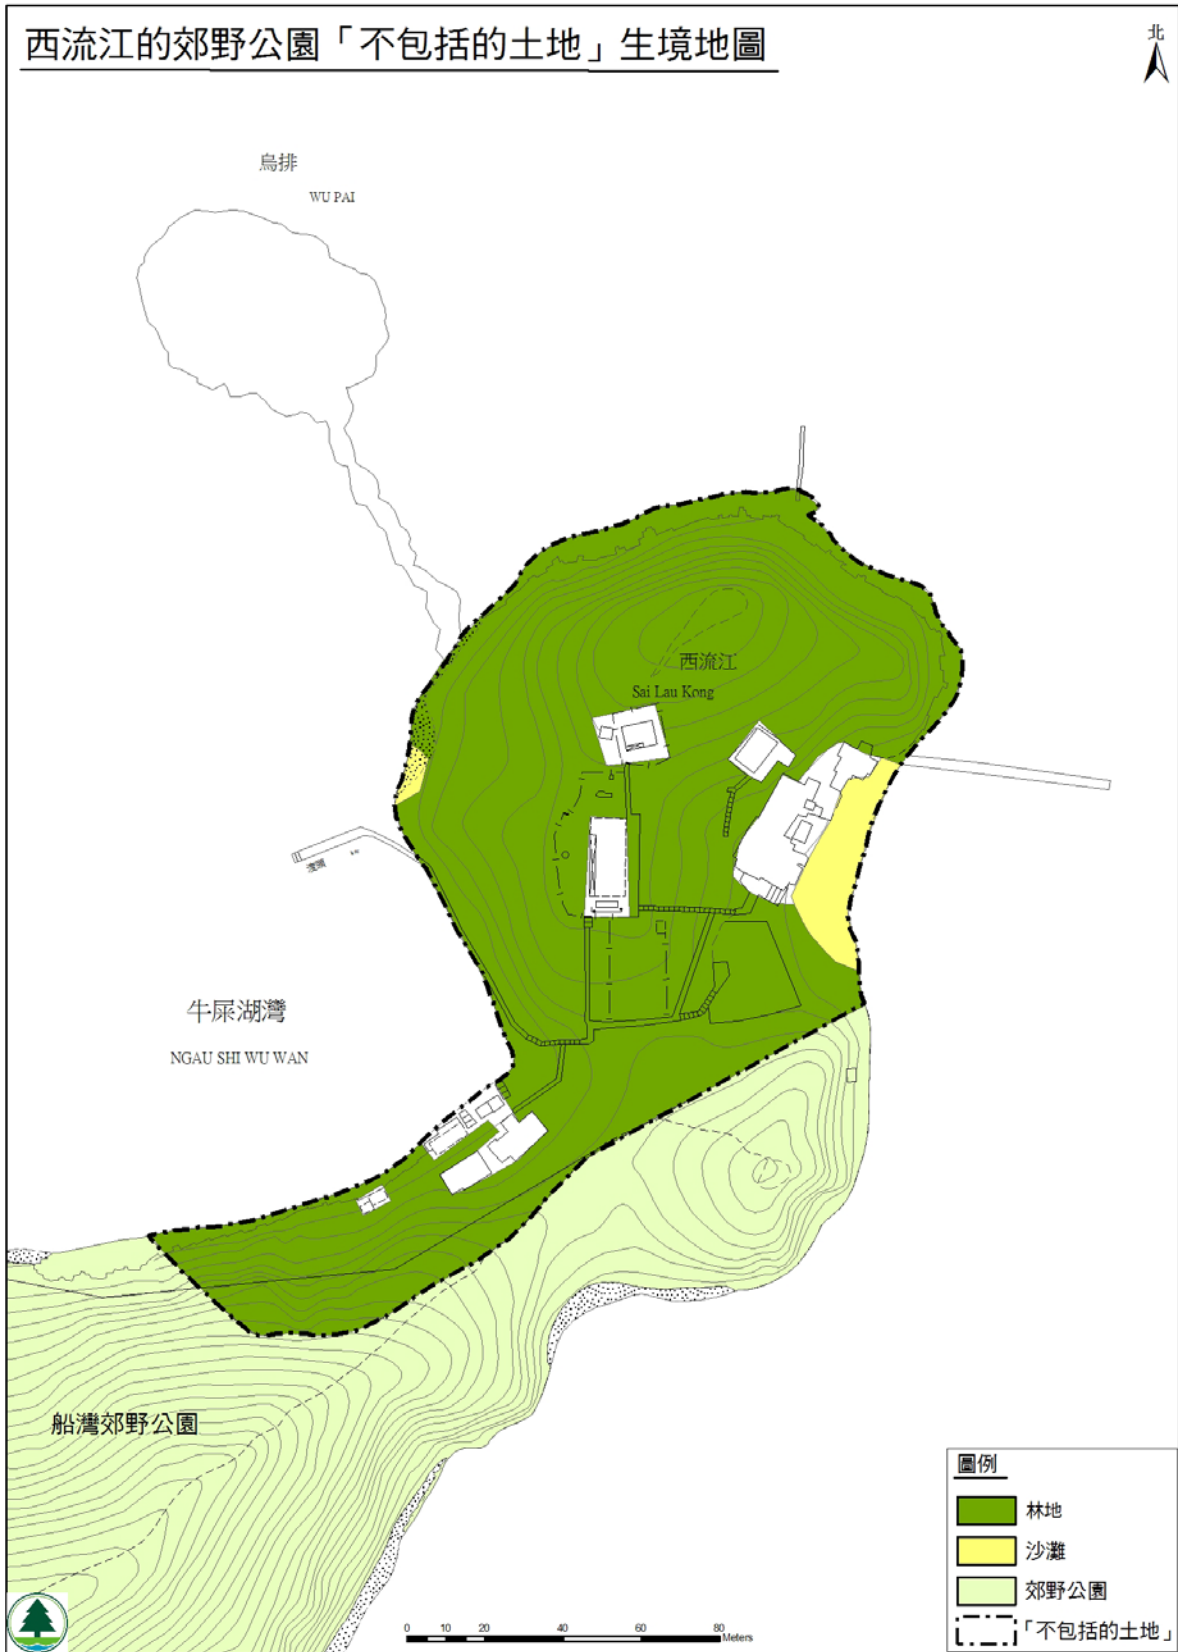 西流江的郊野公園「不包括的土地」生境地圖
北
烏排
WU PAI
西流江
Sai Lau Kong
牛屎湖灣
NGAU SHI WU WAN
船灣郊野公園
圖例
林地
沙灘
郊野公園
「不包括的土地」
0 10 20 40 60 80
Meters